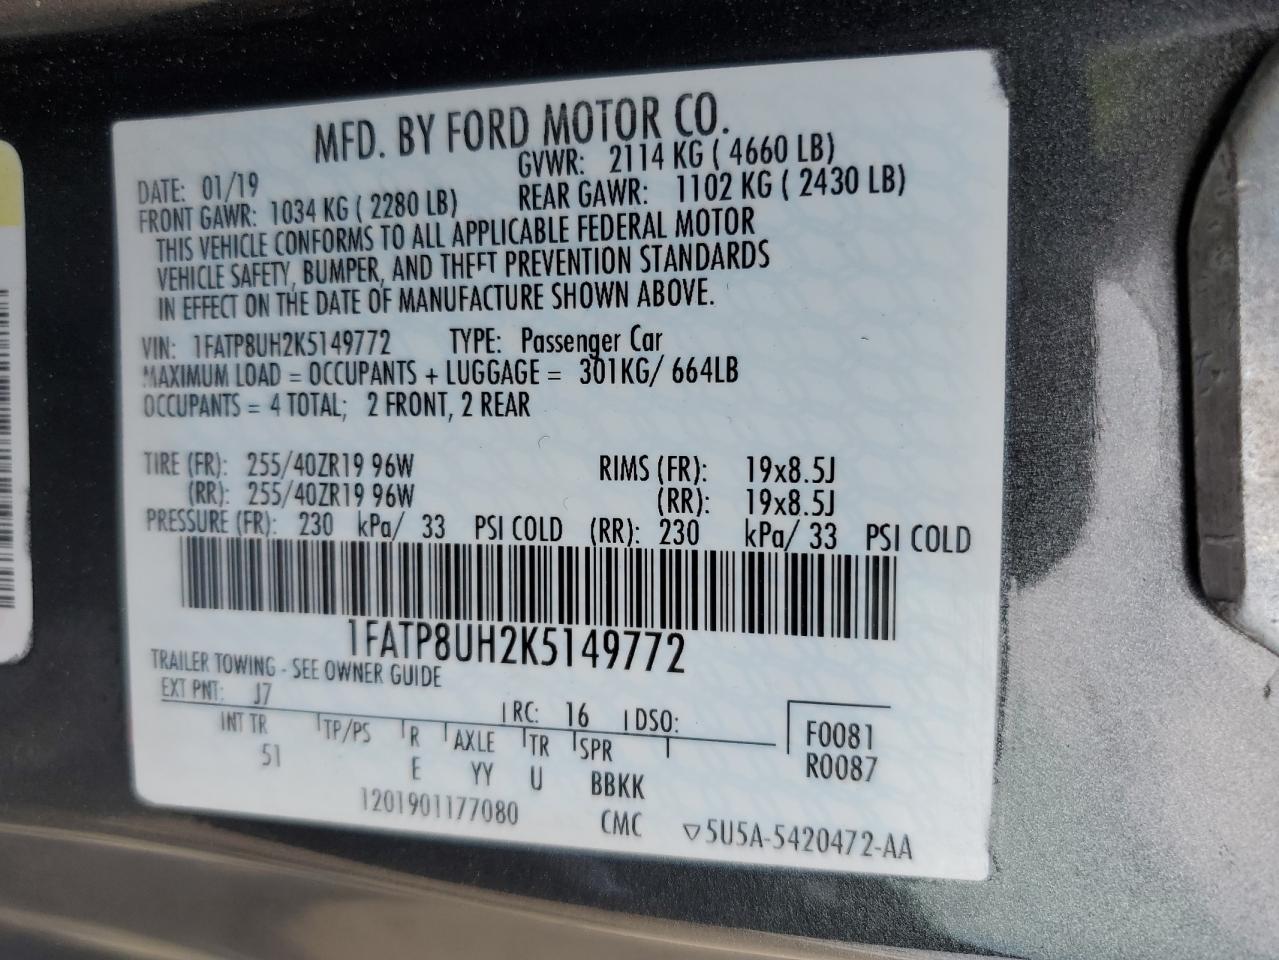 MFD. BY FORD MOTOR CO.
DATE: 01/19 GVWR: 2114 KG ( 4660 LB)
FRONT GAWR: 1034 KG ( 2280 LB) REAR GAWR: 1102 KG ( 2430 LB)
THIS VEHICLE CONFORMS TO ALL APPLICABLE FEDERAL MOTOR
VEHICLE SAFETY, BUMPER, AND THEFT PREVENTION STANDARDS
IN EFFECT ON THE DATE OF MANUFACTURE SHOWN ABOVE.
VIN: 1FATP8UH2K5149772 TYPE: Passenger Car
MAXIMUM LOAD = OCCUPANTS + LUGGAGE = 301KG/ 664LB
OCCUPANTS = 4 TOTAL; 2 FRONT, 2 REAR
TIRE (FR): 255/40ZR19 96W RIMS (FR): 19x8.5J
(RR): 255/40ZR19 96W (RR): 19x8.5J
PRESSURE (FR): 230 kPa/ 33 PSI COLD (RR): 230 kPa/ 33 PSI COLD
1FATP8UH2K5149772
TRAILER TOWING - SEE OWNER GUIDE
EXT PNT: J7 RC: 16 DSO:
INT TR TP/PS R AXLE TR SPR F0081
51 E YY U BBKK R0087
1201901177080 CMC ▽5U5A-5420472-AA